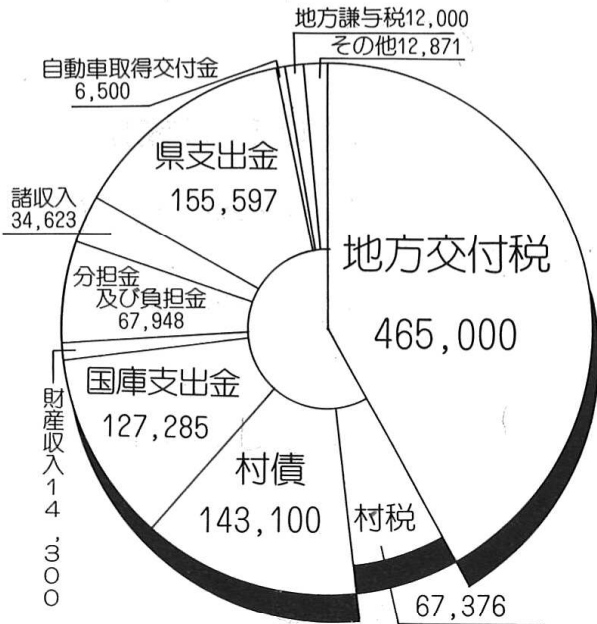 地方譲与税12,000
その他12,871
自動車取得交付金
6,500
県支出金
155,597
諸収入
34,623
分担金
及び負担金
67,948
地方交付税
465,000
国庫支出金
127,285
財産収入14,300
村債
143,100
村税
67,376